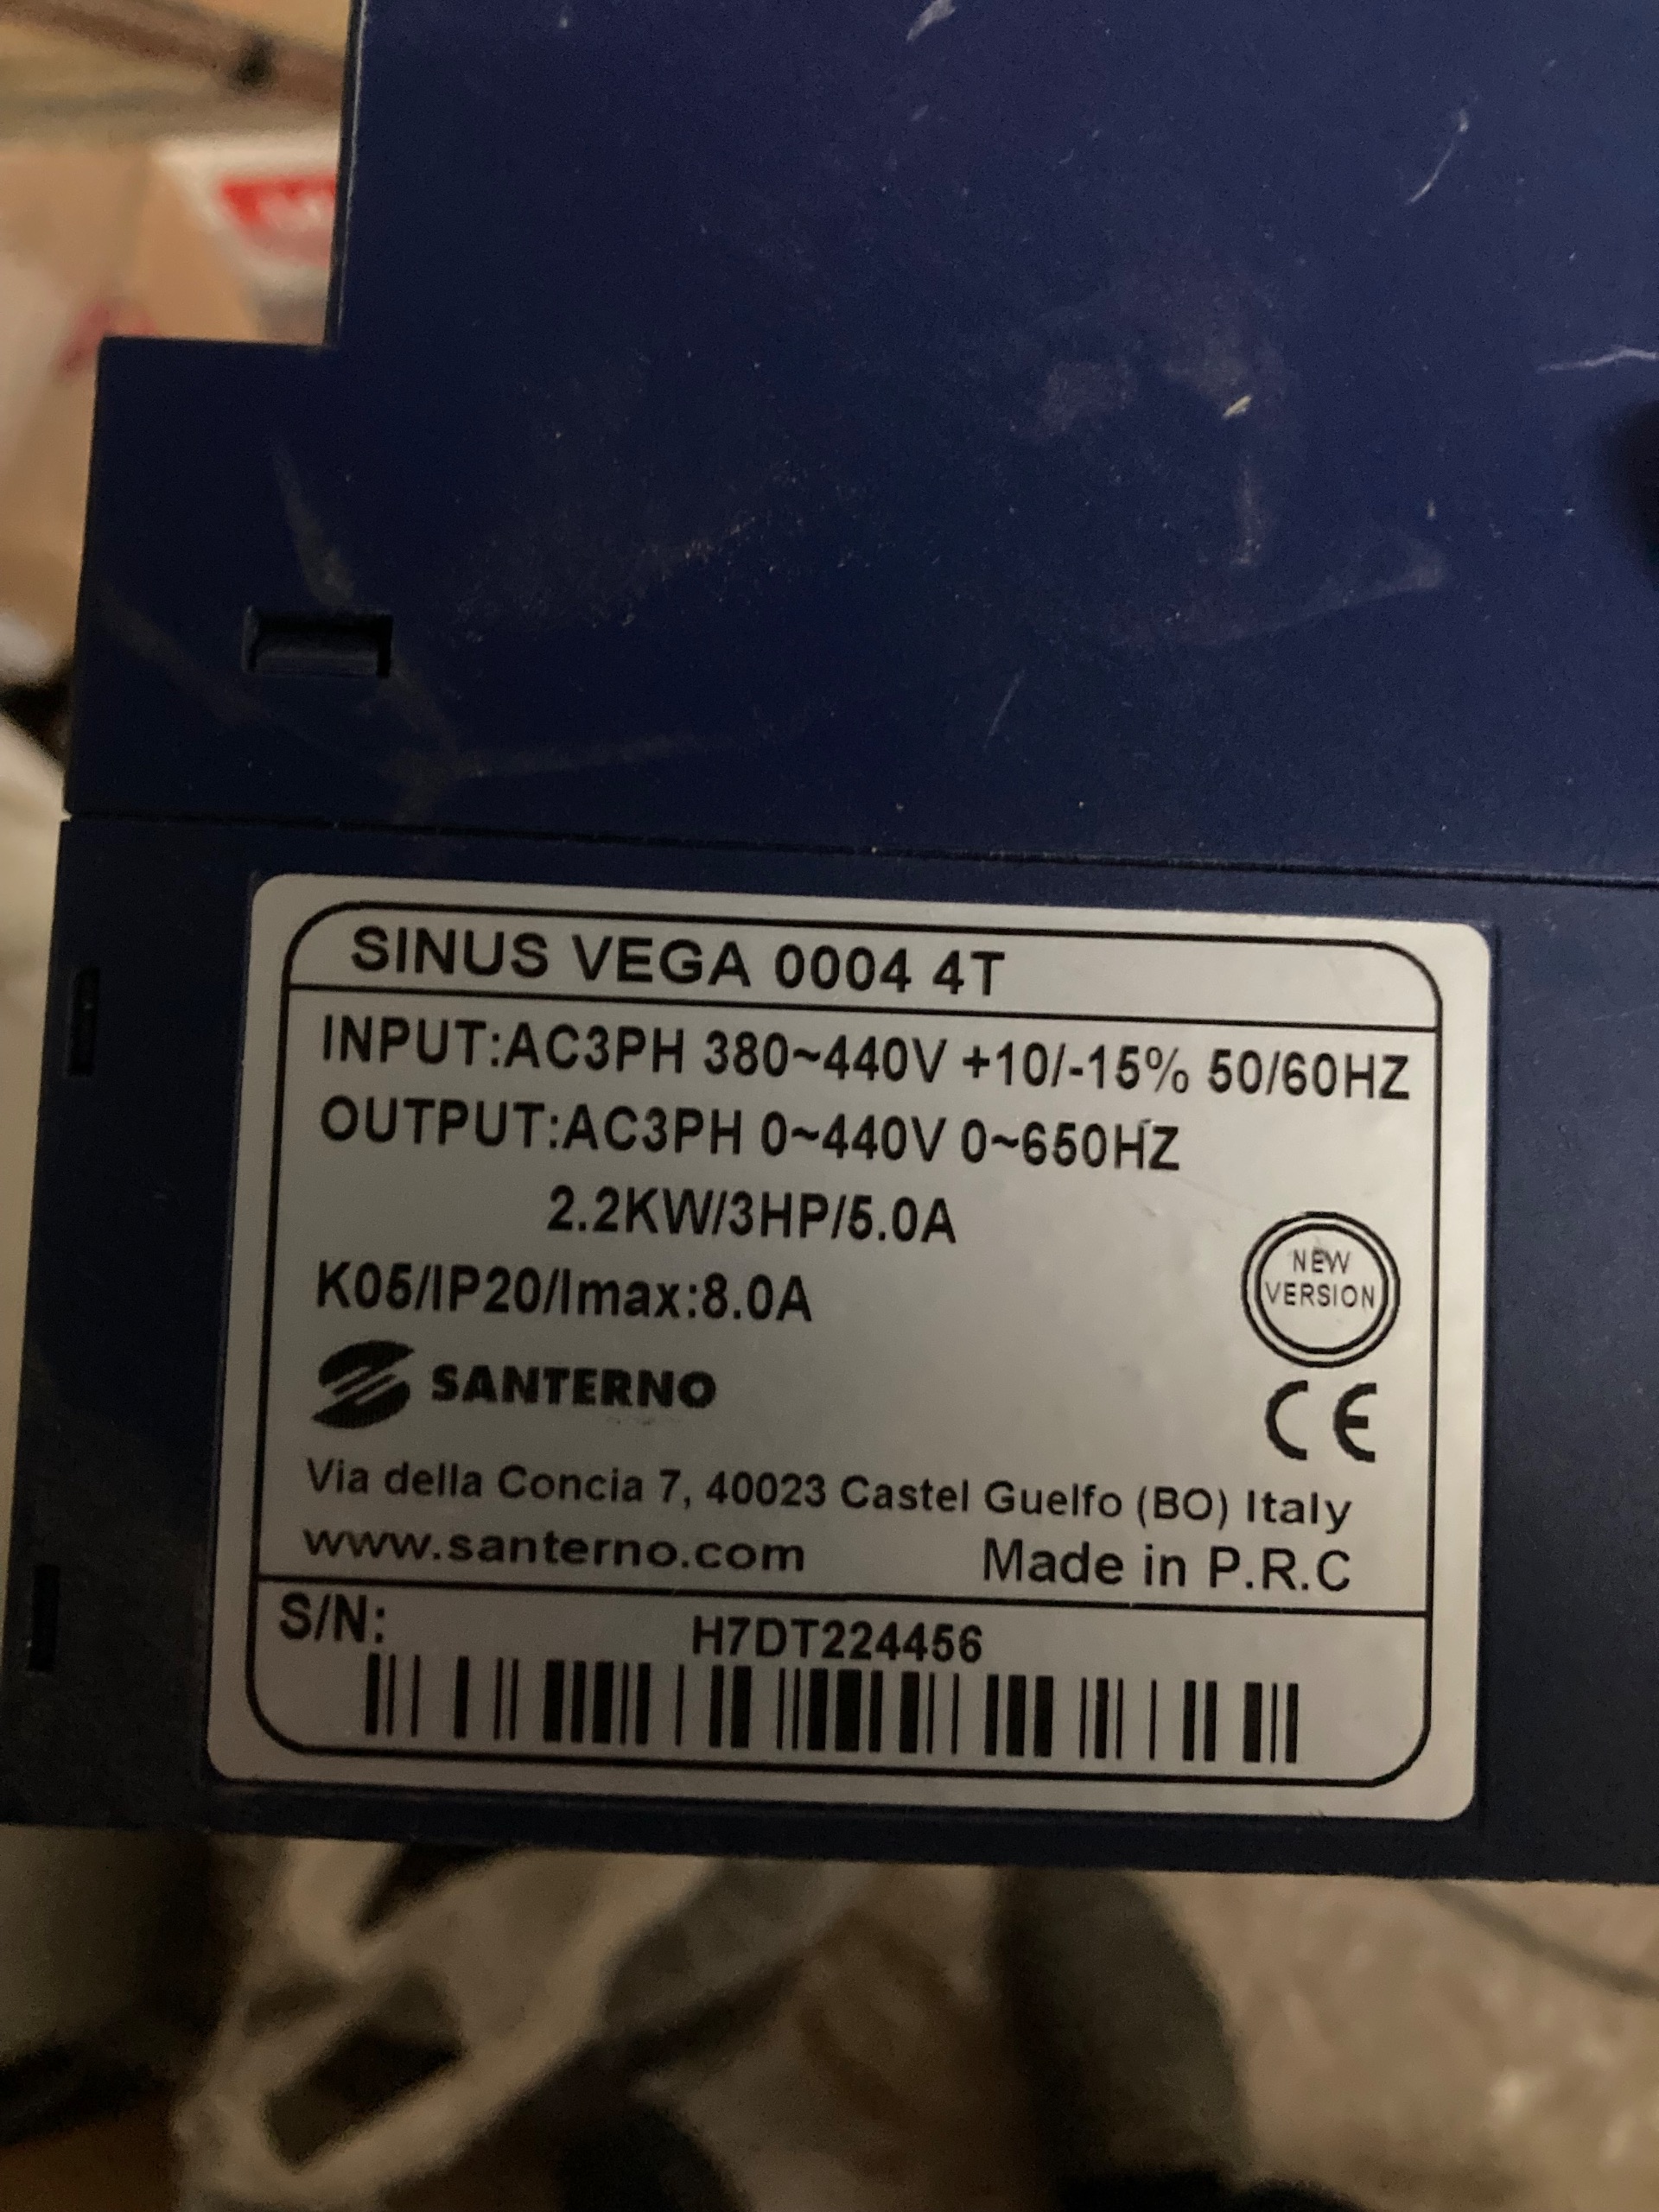 SINUS VEGA 0004 4T
INPUT:AC3PH 380~440V +10/-15% 50/60HZ
OUTPUT:AC3PH 0~440V 0~650HZ
2.2KW/3HP/5.0A
K05/IP20/Imax:8.0A
NEW
VERSION
SANTERNO
CE
Via della Concia 7, 40023 Castel Guelfo (BO) Italy
www.santerno.com Made in P.R.C
S/N: H7DT224456